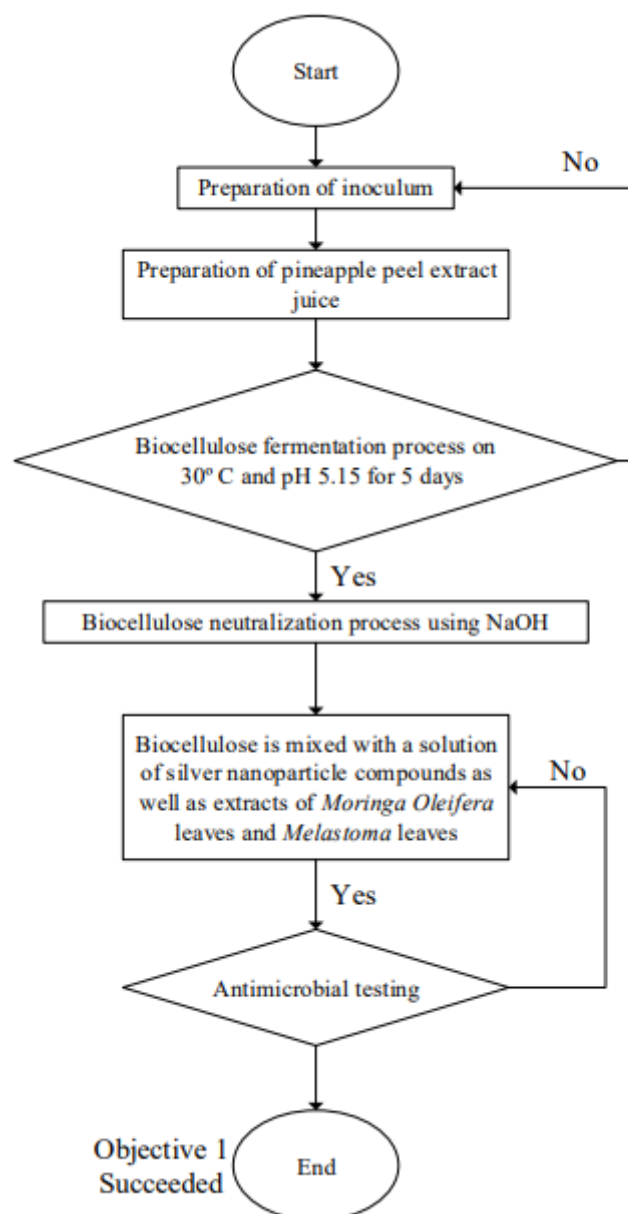 Start
No
Preparation of inoculum
Preparation of pineapple peel extract
juice
Biocellulose fermentation process on
30º C and pH 5.15 for 5 days
Yes
Biocellulose neutralization process using NaOH
Biocellulose is mixed with a solution
of silver nanoparticle compounds as
well as extracts of Moringa Oleifera
leaves and Melastoma leaves
No
Yes
Antimicrobial testing
Objective 1
Succeeded
End